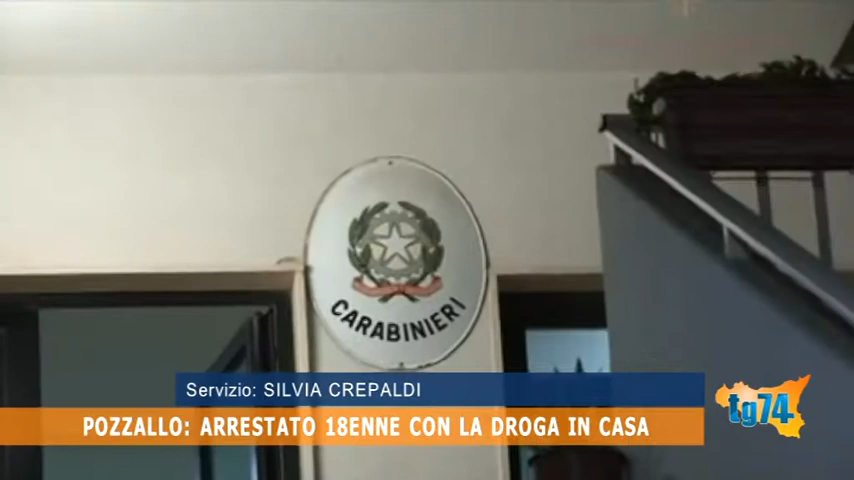 CARABINIERI
Servizio: SILVIA CREPALDI
POZZALLO: ARRESTATO 18ENNE CON LA DROGA IN CASA
tg74